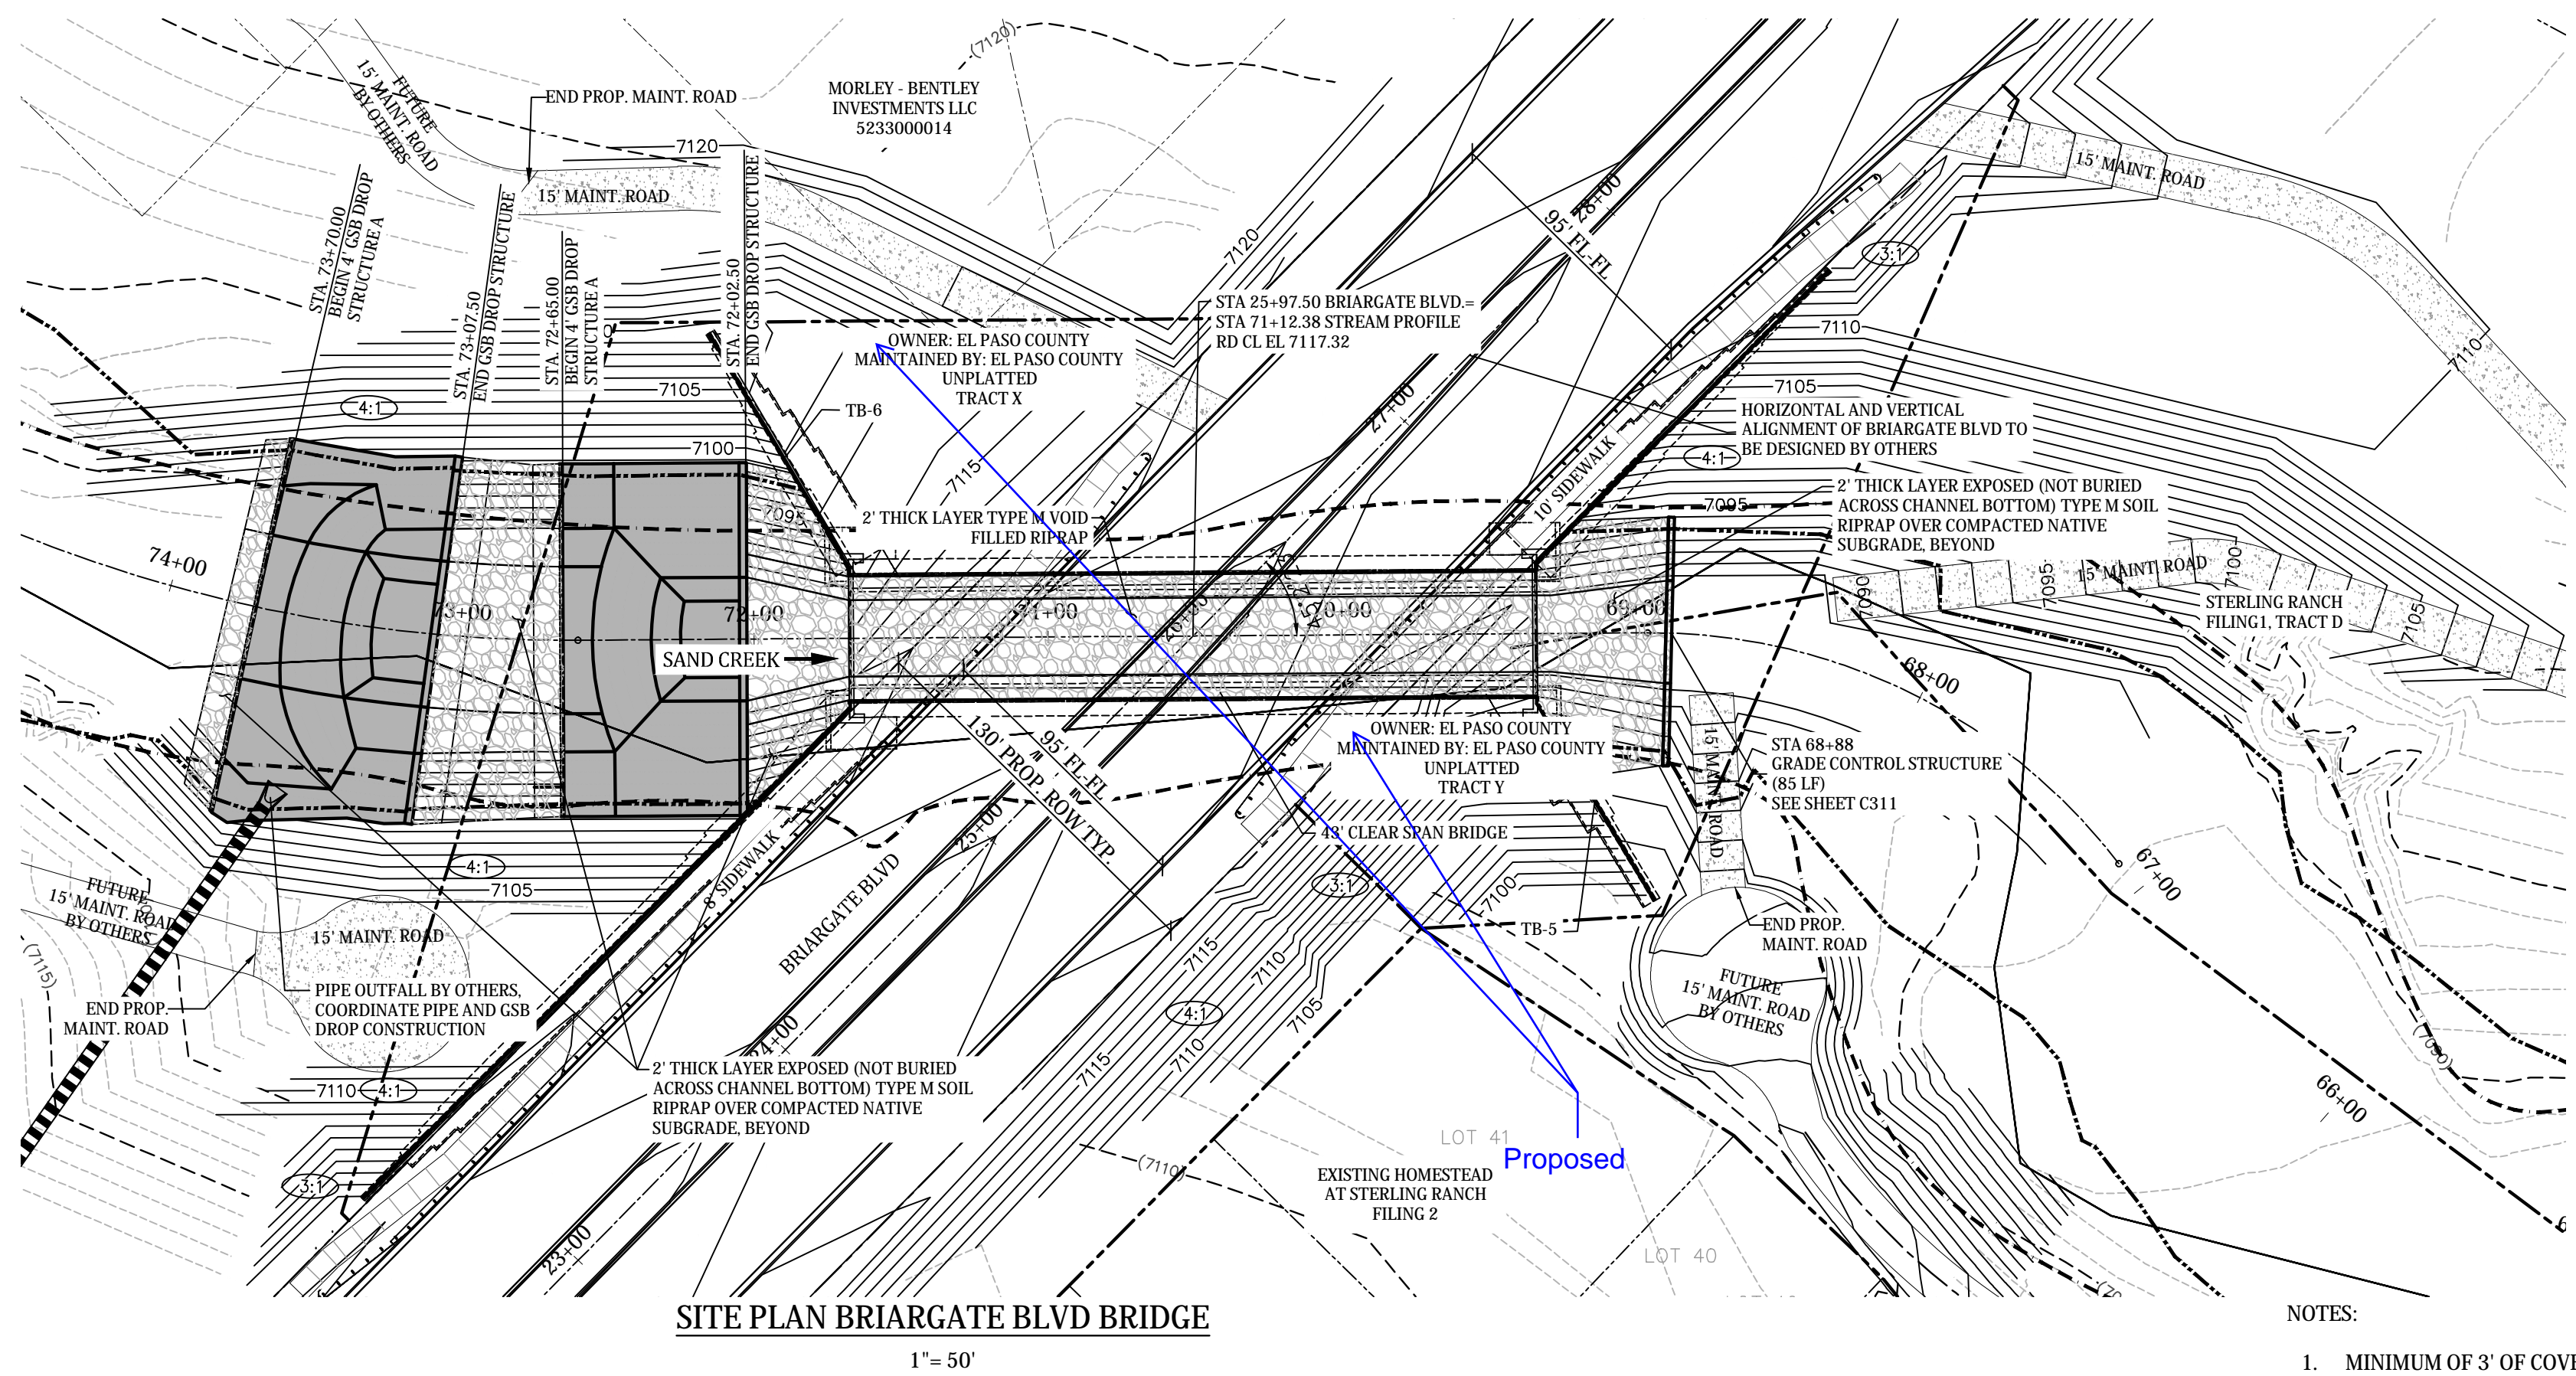 (7120)
FUTURE
15' MAINT. ROAD
BY OTHERS
END PROP. MAINT. ROAD
MORLEY - BENTLEY
INVESTMENTS LLC
5233000014
7120
15' MAINT. ROAD
STA. 73+70.00
BEGIN 4' GSB DROP
STRUCTURE A
STA. 73+07.50
END GSB DROP STRUCTURE
STA. 72+65.00
BEGIN 4' GSB DROP
STRUCTURE A
STA. 72+02.50
END GSB DROP STRUCTURE
7120
95' FL-FL
28+00
15' MAINT. ROAD
3:1
STA 25+97.50 BRIARGATE BLVD.=
STA 71+12.38 STREAM PROFILE
RD CL EL 7117.32
OWNER: EL PASO COUNTY
MAINTAINED BY: EL PASO COUNTY
UNPLATTED
TRACT X
7110
7110
7105
4:1
7105
TB-6
27+00
HORIZONTAL AND VERTICAL
ALIGNMENT OF BRIARGATE BLVD TO
BE DESIGNED BY OTHERS
4:1
7100
7115
10' SIDEWALK
2' THICK LAYER EXPOSED (NOT BURIED
ACROSS CHANNEL BOTTOM) TYPE M SOIL
RIPRAP OVER COMPACTED NATIVE
SUBGRADE, BEYOND
7095
7095
2' THICK LAYER TYPE M VOID
FILLED RIPRAP
74+00
73+00
72+00
71+00
26+00
70+00
69+00
7090
7095
15' MAINT. ROAD
7100
7105
STERLING RANCH
FILING1, TRACT D
SAND CREEK
68+00
OWNER: EL PASO COUNTY
MAINTAINED BY: EL PASO COUNTY
UNPLATTED
TRACT Y
15' MAINT. ROAD
STA 68+88
GRADE CONTROL STRUCTURE
(85 LF)
SEE SHEET C311
95' FL-FL
130' PROP. ROW TYP.
25+00
43' CLEAR SPAN BRIDGE
67+00
4:1
7105
8' SIDEWALK
BRIARGATE BLVD
3:1
7100
TB-5
END PROP.
MAINT. ROAD
FUTURE
15' MAINT. ROAD
BY OTHERS
15' MAINT. ROAD
(7115)
7115
7110
7105
FUTURE
15' MAINT. ROAD
BY OTHERS
END PROP.
MAINT. ROAD
PIPE OUTFALL BY OTHERS,
COORDINATE PIPE AND GSB
DROP CONSTRUCTION
4:1
24+00
7115
7110
(7090)
66+00
7110
4:1
2' THICK LAYER EXPOSED (NOT BURIED
ACROSS CHANNEL BOTTOM) TYPE M SOIL
RIPRAP OVER COMPACTED NATIVE
SUBGRADE, BEYOND
LOT 41
Proposed
(7110)
3:1
EXISTING HOMESTEAD
AT STERLING RANCH
FILING 2
23+00
LOT 40
SITE PLAN BRIARGATE BLVD BRIDGE
1"= 50'
NOTES:
1. MINIMUM OF 3' OF